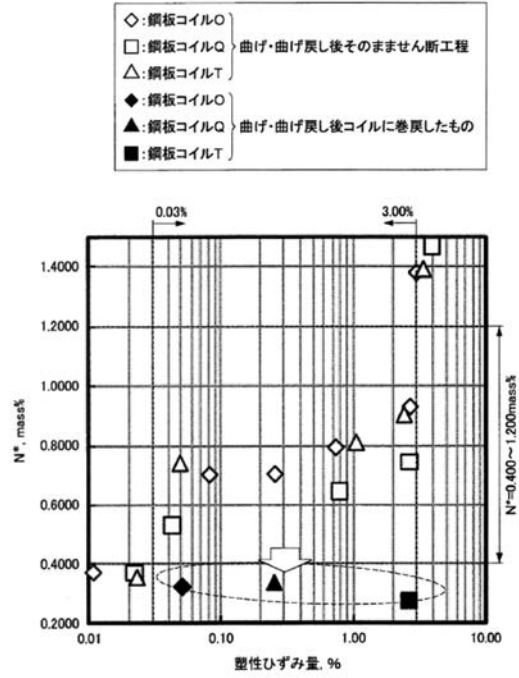 ◇:鋼板コイルO
□:鋼板コイルQ 曲げ・曲げ戻し後そのまません断工程
△:鋼板コイルT
◆:鋼板コイルO
▲:鋼板コイルQ 曲げ・曲げ戻し後コイルに巻戻したもの
■:鋼板コイルT
0.03% 3.00%
1.4000
1.2000
1.0000
0.8000
0.6000
0.4000
0.2000
N*, mass%
N*=0.400~1.200mass%
0.01 0.10 1.00 10.00
塑性ひずみ量, %